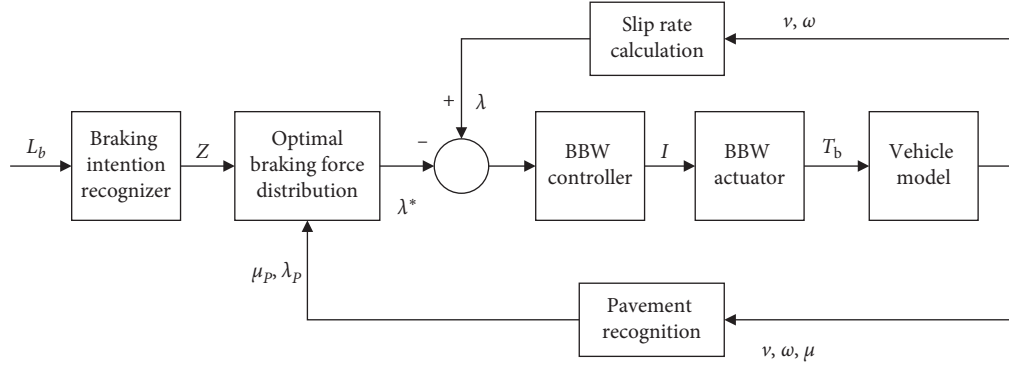 Slip rate
calculation
v, ω
+
λ
L_b
Braking
intention
recognizer
Z
Optimal
braking force
distribution
−
λ*
BBW
controller
I
BBW
actuator
T_b
Vehicle
model
μ_P, λ_P
Pavement
recognition
v, ω, μ